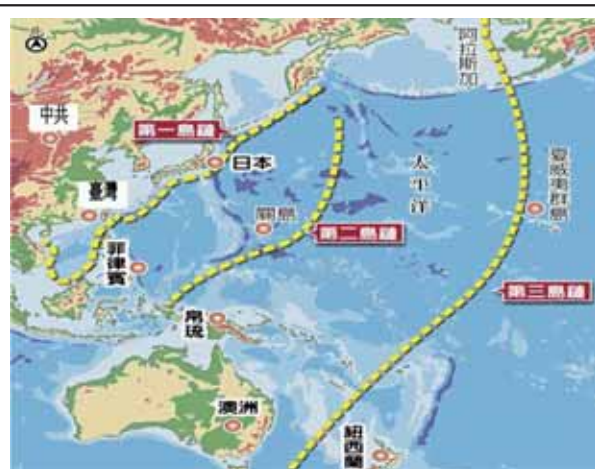 北
阿拉斯加
中共
第一島鏈
日本
太平洋
夏威夷群島
臺灣
關島
第二島鏈
菲律賓
第三島鏈
帛琉
澳洲
紐西蘭